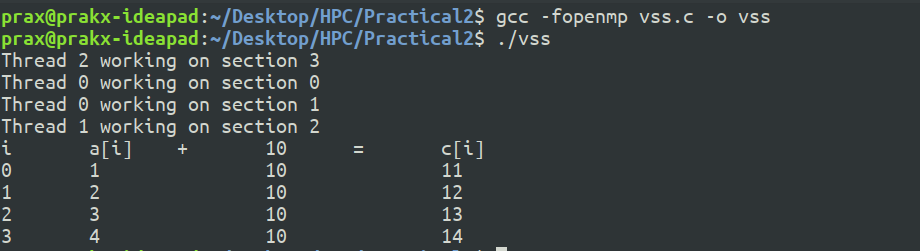 prax@prakx-ideapad:~/Desktop/HPC/Practical2$ gcc -fopenmp vss.c -o vss
prax@prakx-ideapad:~/Desktop/HPC/Practical2$ ./vss
Thread 2 working on section 3
Thread 0 working on section 0
Thread 0 working on section 1
Thread 1 working on section 2
i a[i] + 10 = c[i]
0 1 10 11
1 2 10 12
2 3 10 13
3 4 10 14